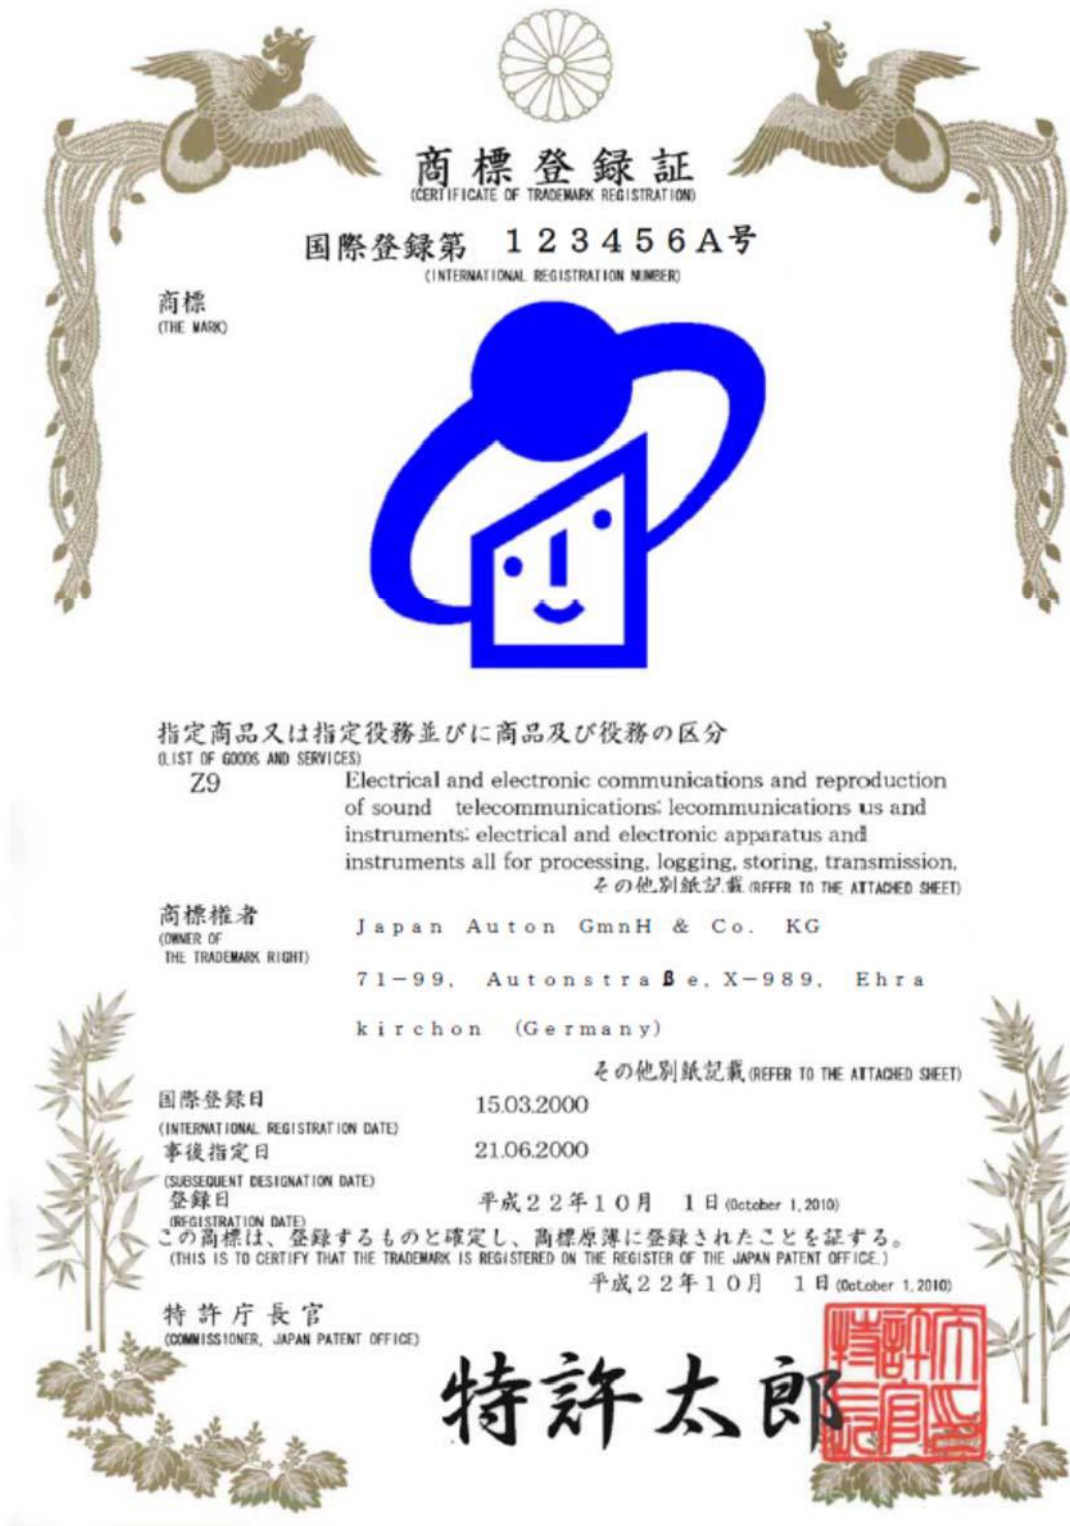 商標登録証
(CERTIFICATE OF TRADEMARK REGISTRATION)
国際登録第 123456A号
(INTERNATIONAL REGISTRATION NUMBER)
商標
(THE MARK)
指定商品又は指定役務並びに商品及び役務の区分
(LIST OF GOODS AND SERVICES)
Z9 Electrical and electronic communications and reproduction
of sound telecommunications: lecommunications us and
instruments: electrical and electronic apparatus and
instruments all for processing, logging, storing, transmission,
その他別紙記載 (REFER TO THE ATTACHED SHEET)
商標権者
(OWNER OF
THE TRADEMARK RIGHT)
Japan Auton GmnH & Co. KG
71-99, Autonstraße, X-989, Ehra
kirchon (Germany)
その他別紙記載 (REFER TO THE ATTACHED SHEET)
国際登録日 15.03.2000
(INTERNATIONAL REGISTRATION DATE)
事後指定日 21.06.2000
(SUBSEQUENT DESIGNATION DATE)
登録日 平成22年10月 1日 (October 1, 2010)
(REGISTRATION DATE)
この商標は、登録するものと確定し、商標原簿に登録されたことを証する。
(THIS IS TO CERTIFY THAT THE TRADEMARK IS REGISTERED ON THE REGISTER OF THE JAPAN PATENT OFFICE.)
平成22年10月 1日 (October 1, 2010)
特許庁長官
(COMMISSIONER, JAPAN PATENT OFFICE)
特許太郎